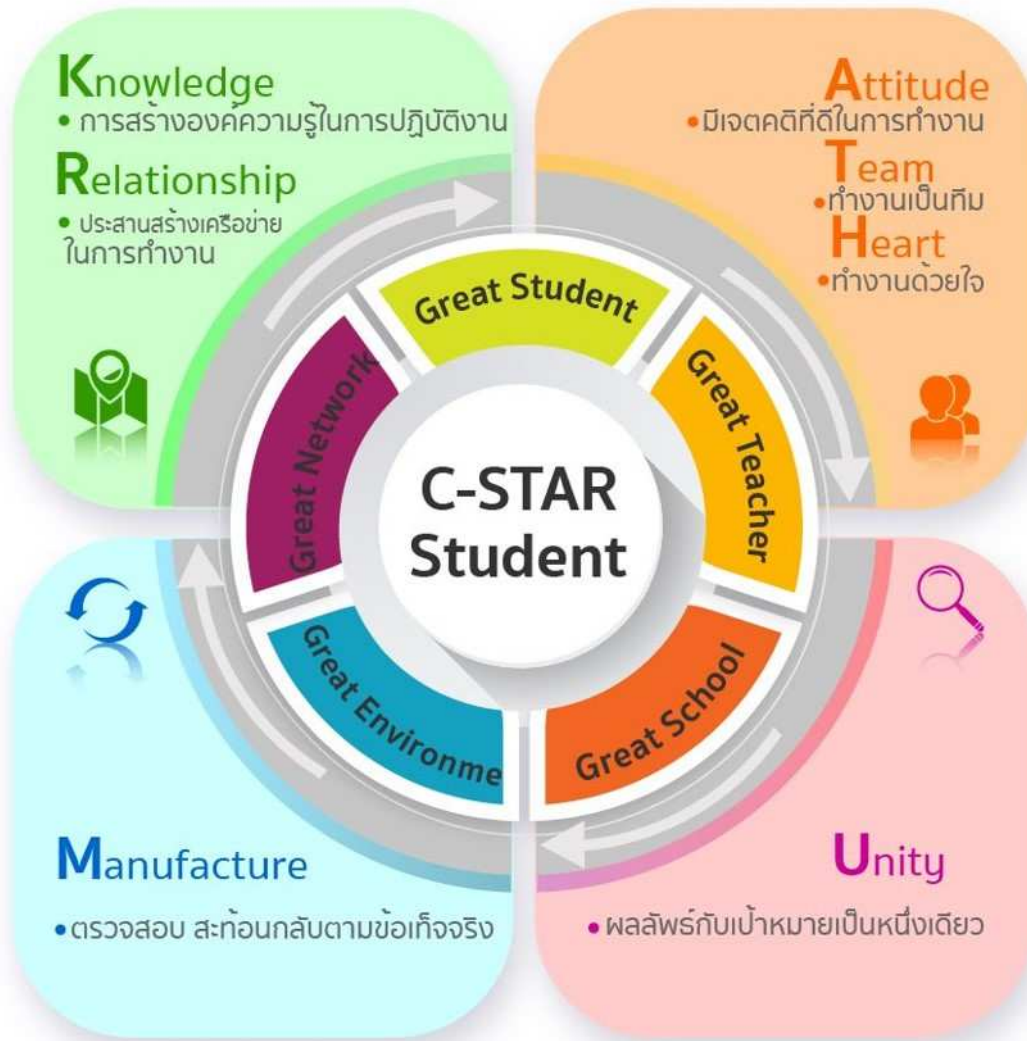 Knowledge
• การสร้างองค์ความรู้ในการปฏิบัติงาน
Relationship
• ประสานสร้างเครือข่าย
ในการทำงาน
Attitude
•มีเจตคติที่ดีในการทำงาน
Team
•ทำงานเป็นทีม
Heart
•ทำงานด้วยใจ
Great Student
Great Teacher
Great School
Great Environme
Great Network
C-STAR
Student
Manufacture
•ตรวจสอบ สะท้อนกลับตามข้อเท็จจริง
Unity
• ผลลัพธ์กับเป้าหมายเป็นหนึ่งเดียว